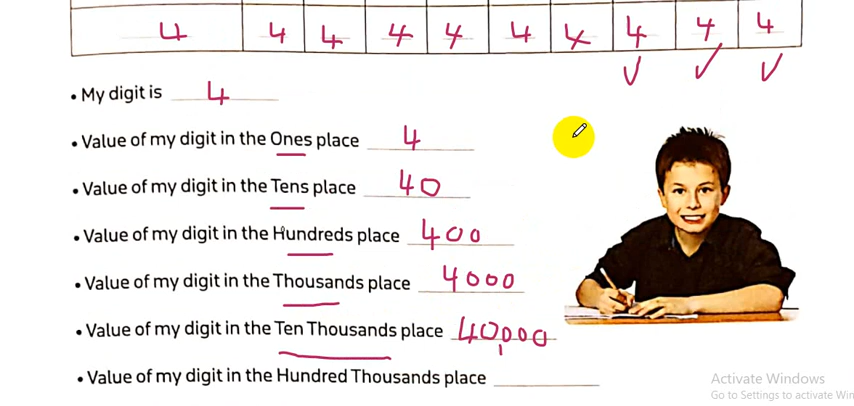 4 4 4 4 4 4 4 4 4 4
• My digit is 4
• Value of my digit in the Ones place 4
• Value of my digit in the Tens place 40
• Value of my digit in the Hundreds place 400
• Value of my digit in the Thousands place 4000
• Value of my digit in the Ten Thousands place 40,000
• Value of my digit in the Hundred Thousands place
Activate Windows
Go to Settings to activate Win